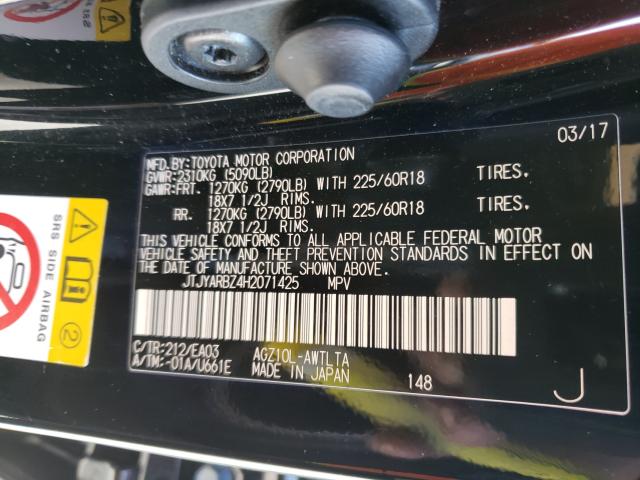 03/17
MFD.BY:TOYOTA MOTOR CORPORATION
GVWR:2310KG (5090LB)
GAWR:FRT. 1270KG (2790LB) WITH 225/60R18 TIRES.
18X7 1/2J RIMS.
RR. 1270KG (2790LB) WITH 225/60R18 TIRES.
18X7 1/2J RIMS.
THIS VEHICLE CONFORMS TO ALL APPLICABLE FEDERAL MOTOR
VEHICLE SAFETY AND THEFT PREVENTION STANDARDS IN EFFECT ON
THE DATE OF MANUFACTURE SHOWN ABOVE.
JTJYARBZ4H2071425 MPV
C/TR:212/EA03 AGZ10L-AWTLTA
A/TM:-01A/U661E MADE IN JAPAN 148 J
SRS SIDE AIRBAG
2